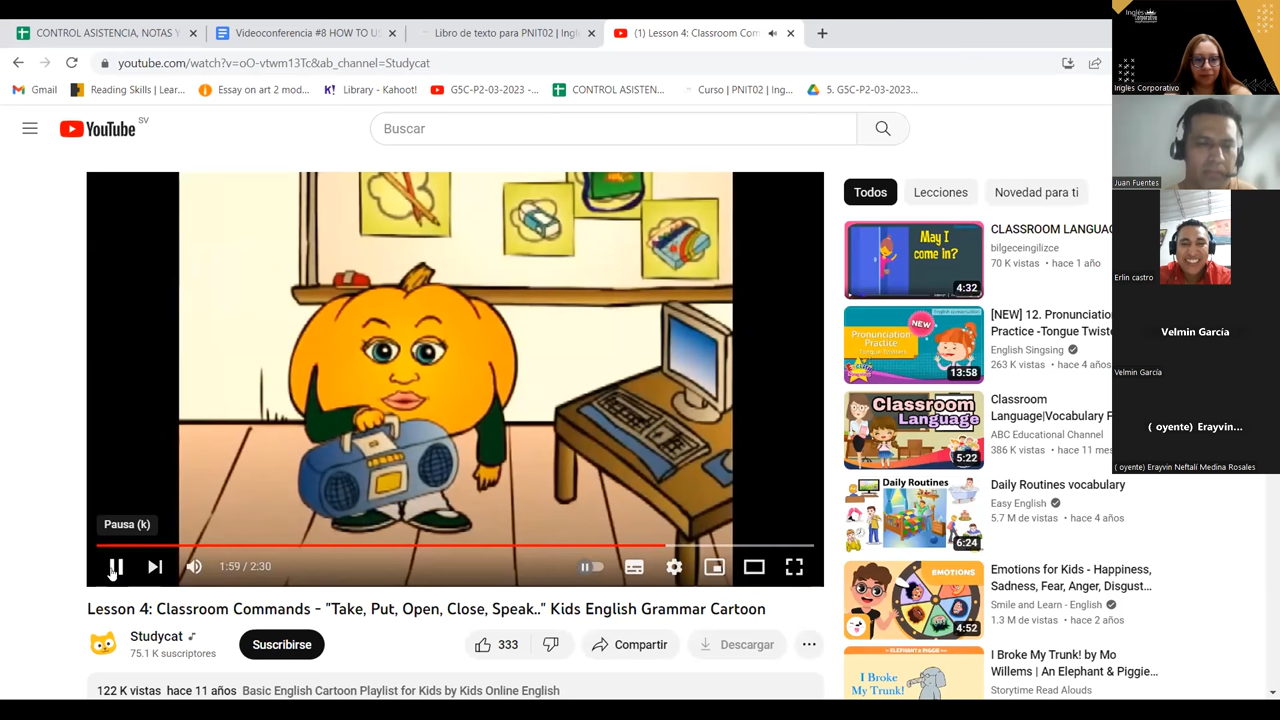 CONTROL ASISTENCIA, NOTAS Y
Videoconferencia #8 HOW TO US
Libro de texto para PNIT02 | Ingl
(1) Lesson 4: Classroom Com
youtube.com/watch?v=oO-vtwm13Tc&ab_channel=Studycat
Gmail
Reading Skills | Lear...
Essay on art 2 mod...
Library - Kahoot!
G5C-P2-03-2023 -...
CONTROL ASISTEN...
Curso | PNIT02 | Ing...
5. G5C-P2-03-2023...
YouTube
SV
Buscar
Todos
Lecciones
Novedad para ti
May I
come in?
4:32
CLASSROOM LANGUAG
bilgeceingilizce
70 K vistas • hace 1 año
NEW
Pronunciation
Practice
13:58
[NEW] 12. Pronunciation
Practice -Tongue Twiste
English Singsing
263 K vistas • hace 4 años
Classroom
Language
5:22
Classroom
Language|Vocabulary F
ABC Educational Channel
386 K vistas • hace 11 mes
Daily Routines
6:24
Daily Routines vocabulary
Easy English
5.7 M de vistas • hace 4 años
EMOTIONS
4:52
Emotions for Kids - Happiness,
Sadness, Fear, Anger, Disgust...
Smile and Learn - English
1.3 M de vistas • hace 2 años
ELEPHANT & PIGGIE
I Broke
My Trunk!
I Broke My Trunk! by Mo
Willems | An Elephant & Piggie...
Storytime Read Alouds
Pausa (k)
1:59 / 2:30
Lesson 4: Classroom Commands - "Take, Put, Open, Close, Speak.." Kids English Grammar Cartoon
Studycat
75.1 K suscriptores
Suscribirse
333
Compartir
Descargar
122 K vistas hace 11 años Basic English Cartoon Playlist for Kids by Kids Online English
Inglés
Corporativo
Ingles Corporativo
Juan Fuentes
Erlin castro
Velmin García
Velmin García
( oyente) Erayvin...
( oyente) Erayvin Neftalí Medina Rosales